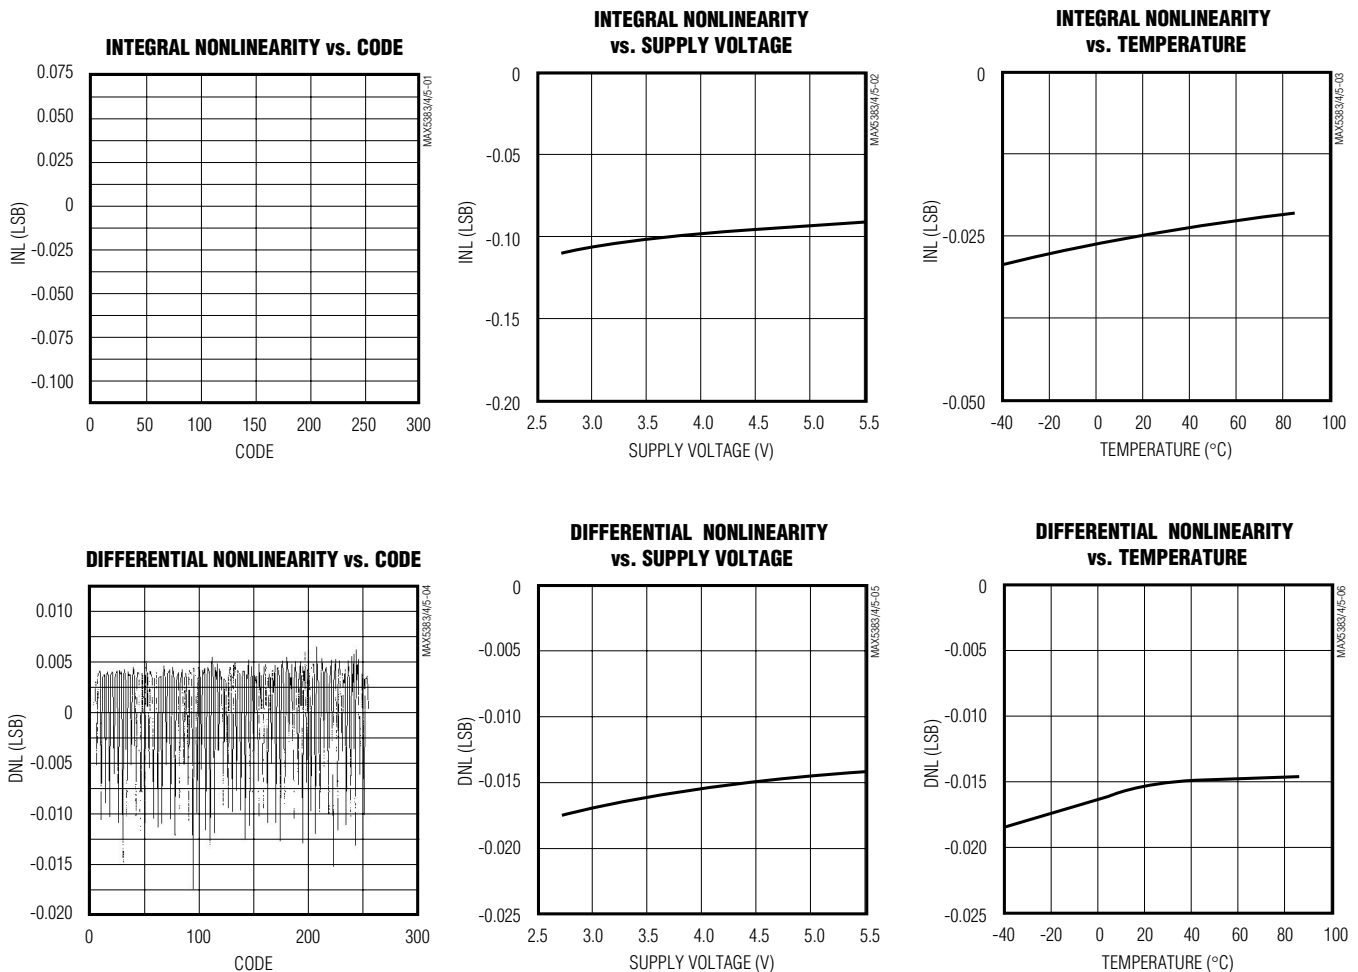 INTEGRAL NONLINEARITY vs. CODE
0.075
0.050
0.025
0
-0.025
-0.050
-0.075
-0.100
INL (LSB)
0 50 100 150 200 250 300
CODE
MAX5383/4/5-01
INTEGRAL NONLINEARITY
vs. SUPPLY VOLTAGE
0
-0.05
-0.10
-0.15
-0.20
INL (LSB)
2.5 3.0 3.5 4.0 4.5 5.0 5.5
SUPPLY VOLTAGE (V)
MAX5383/4/5-02
INTEGRAL NONLINEARITY
vs. TEMPERATURE
0
-0.025
-0.050
INL (LSB)
-40 -20 0 20 40 60 80 100
TEMPERATURE (°C)
MAX5383/4/5-03
DIFFERENTIAL NONLINEARITY vs. CODE
0.010
0.005
0
-0.005
-0.010
-0.015
-0.020
DNL (LSB)
0 100 200 300
CODE
MAX5383/4/5-04
DIFFERENTIAL NONLINEARITY
vs. SUPPLY VOLTAGE
0
-0.005
-0.010
-0.015
-0.020
-0.025
DNL (LSB)
2.5 3.0 3.5 4.0 4.5 5.0 5.5
SUPPLY VOLTAGE (V)
MAX5383/4/5-05
DIFFERENTIAL NONLINEARITY
vs. TEMPERATURE
0
-0.005
-0.010
-0.015
-0.020
-0.025
DNL (LSB)
-40 -20 0 20 40 60 80 100
TEMPERATURE (°C)
MAX5383/4/5-06